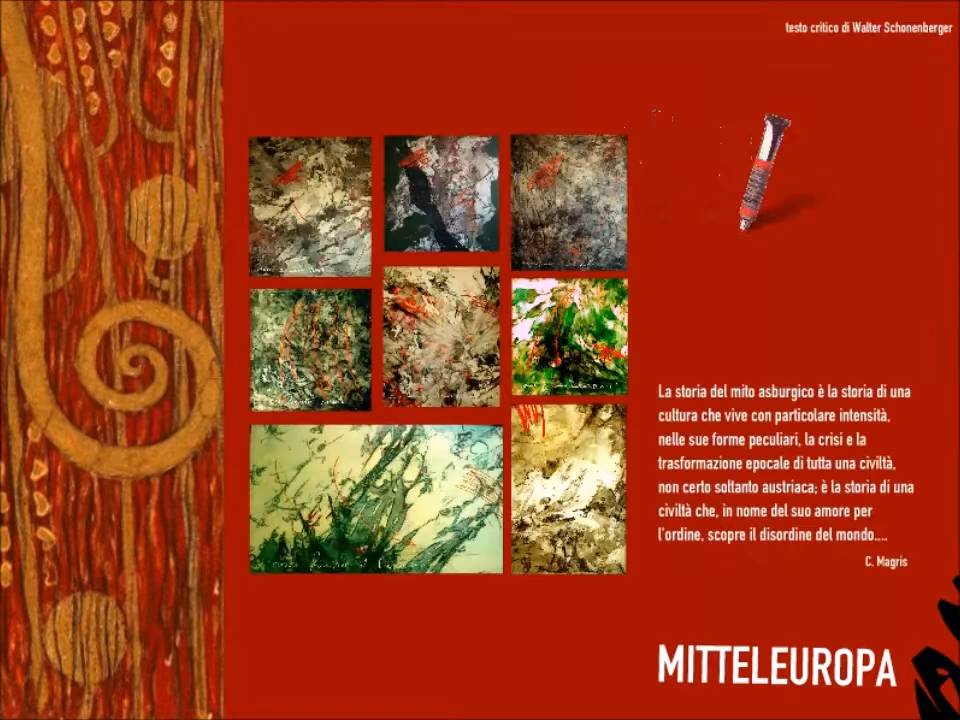 testo critico di Walter Schonenberger
La storia del mito asburgico è la storia di una
cultura che vive con particolare intensità,
nelle sue forme peculiari, la crisi e la
trasformazione epocale di tutta una civiltà,
non certo soltanto austriaca; è la storia di una
civiltà che, in nome del suo amore per
l'ordine, scopre il disordine del mondo....
C. Magris
MITTELEUROPA